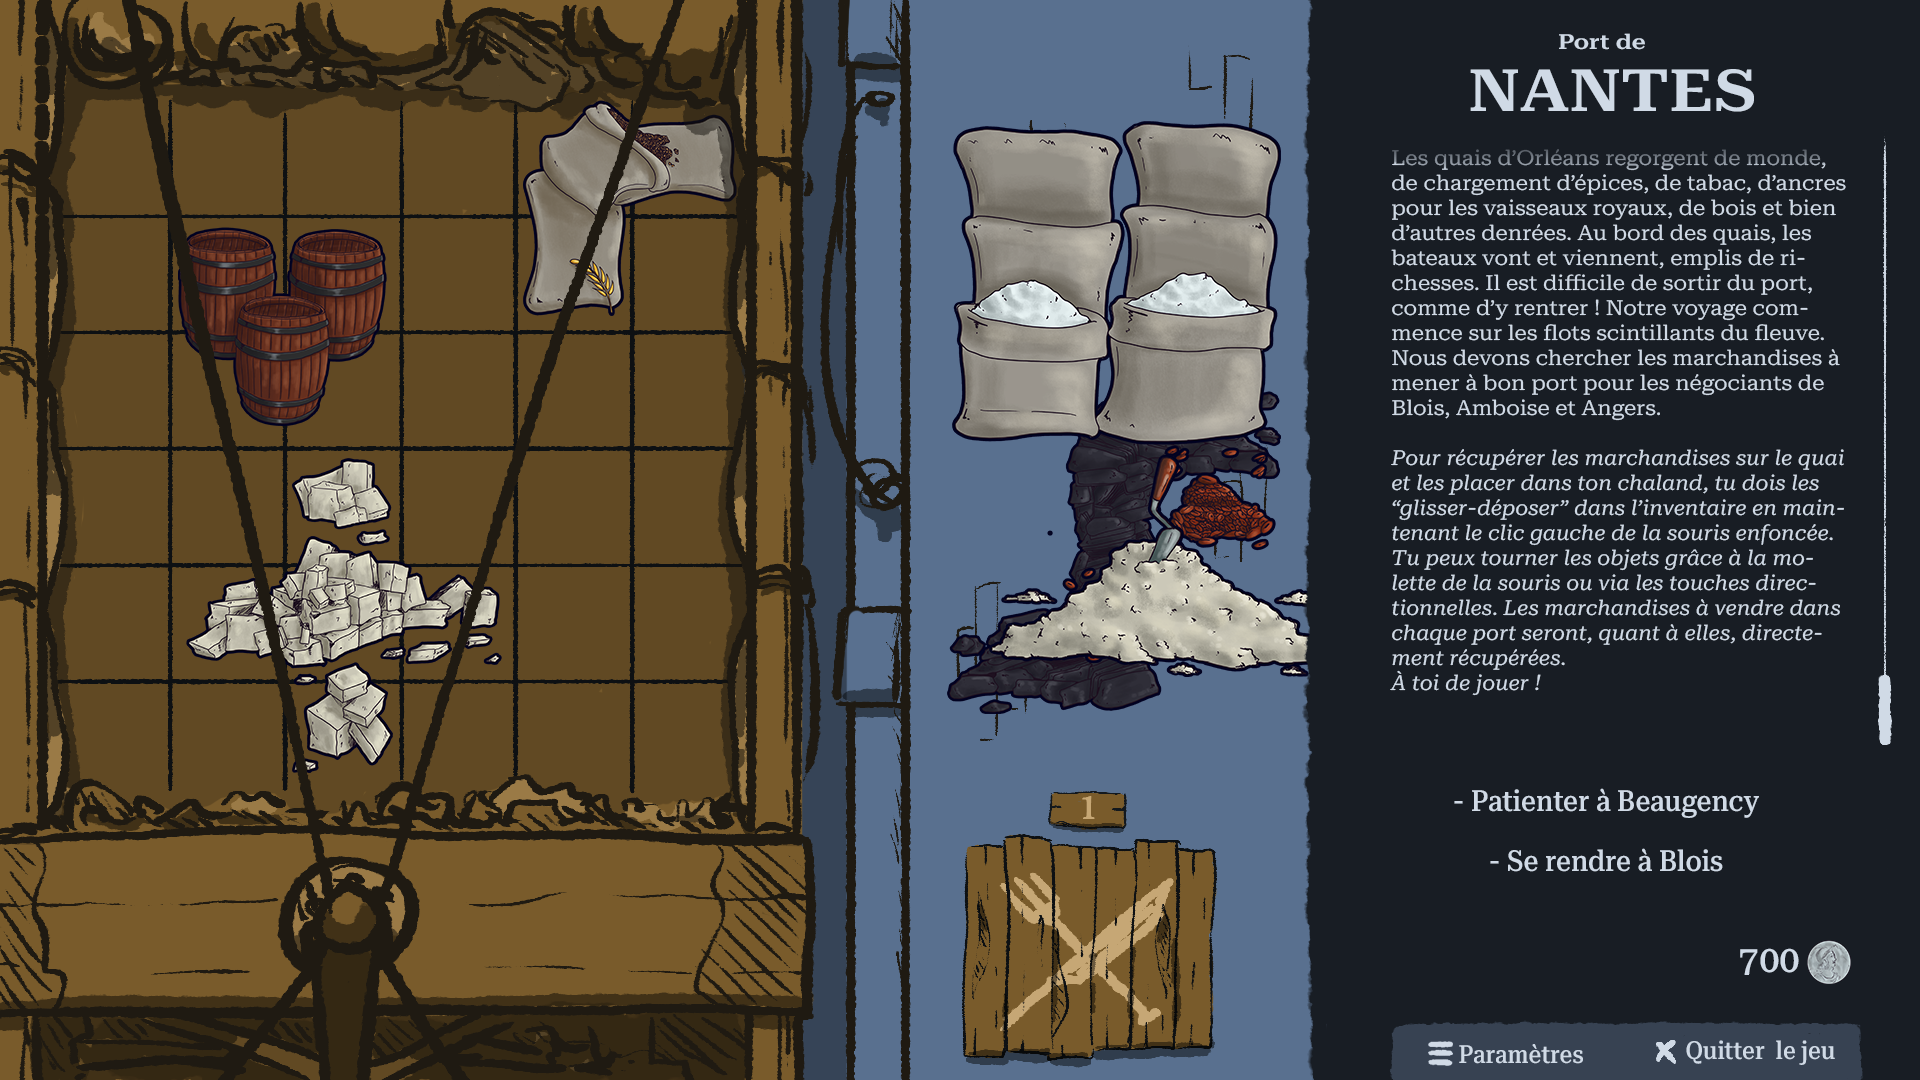 Port de
NANTES
Les quais d'Orléans regorgent de monde,
de chargement d'épices, de tabac, d'ancres
pour les vaisseaux royaux, de bois et bien
d'autres denrées. Au bord des quais, les
bateaux vont et viennent, emplis de ri-
chesses. Il est difficile de sortir du port,
comme d'y rentrer ! Notre voyage com-
mence sur les flots scintillants du fleuve.
Nous devons chercher les marchandises à
mener à bon port pour les négociants de
Blois, Amboise et Angers.
Pour récupérer les marchandises sur le quai
et les placer dans ton chaland, tu dois les
“glisser-déposer” dans l'inventaire en main-
tenant le clic gauche de la souris enfoncée.
Tu peux tourner les objets grâce à la mo-
lette de la souris ou via les touches direc-
tionnelles. Les marchandises à vendre dans
chaque port seront, quant à elles, directe-
ment récupérées.
À toi de jouer !
- Patienter à Beaugency
- Se rendre à Blois
1
700
Paramètres
Quitter le jeu